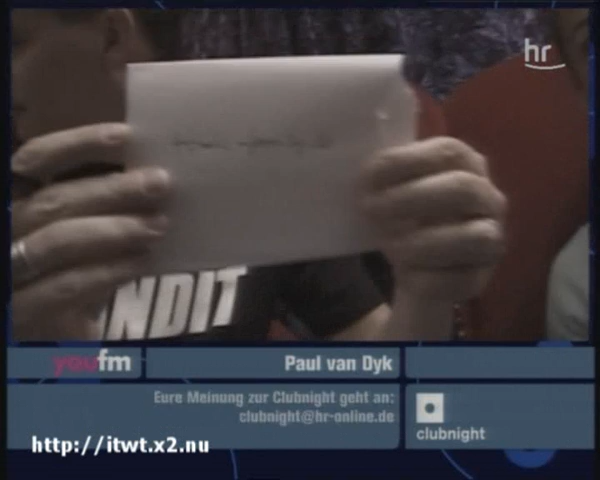 hr
NDIT
youfm
Paul van Dyk
Eure Meinung zur Clubnight geht an:
clubnight@hr-online.de
clubnight
http://itwt.x2.nu